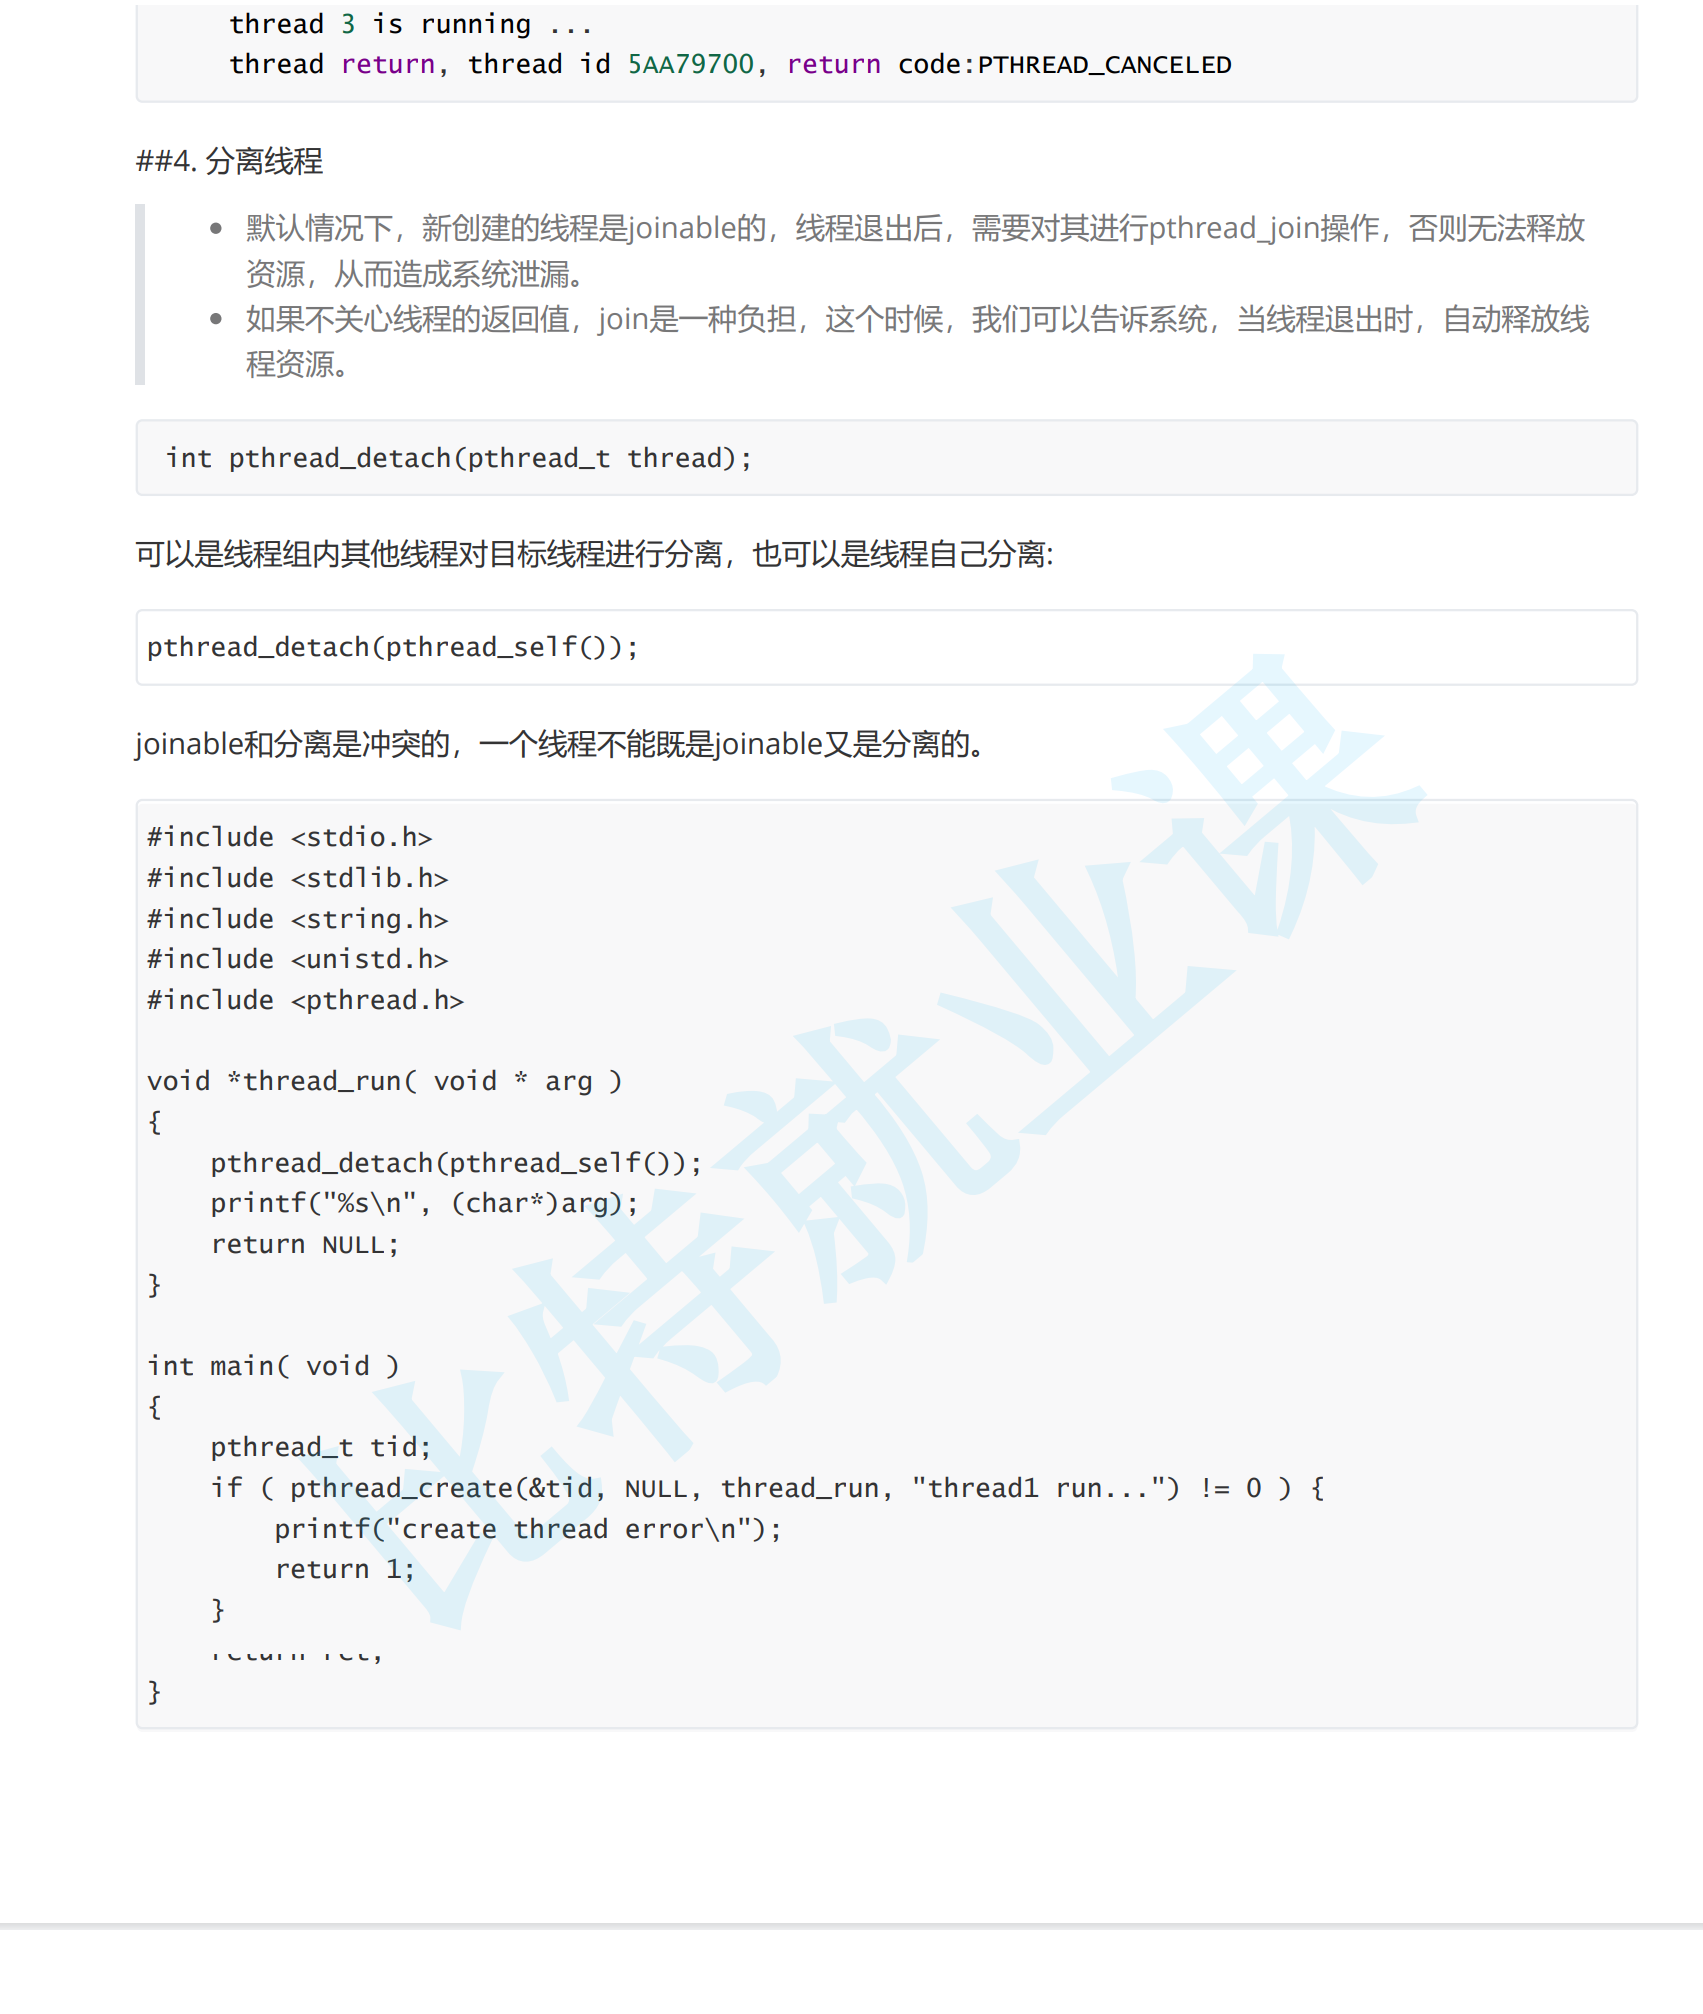 thread 3 is running ...
thread return, thread id 5AA79700, return code:PTHREAD_CANCELED
##4. 分离线程
默认情况下，新创建的线程是joinable的，线程退出后，需要对其进行pthread_join操作，否则无法释放
资源，从而造成系统泄漏。
如果不关心线程的返回值，join是一种负担，这个时候，我们可以告诉系统，当线程退出时，自动释放线
程资源。
int pthread_detach(pthread_t thread);
可以是线程组内其他线程对目标线程进行分离，也可以是线程自己分离:
pthread_detach(pthread_self());
joinable和分离是冲突的，一个线程不能既是joinable又是分离的。
#include <stdio.h>
#include <stdlib.h>
#include <string.h>
#include <unistd.h>
#include <pthread.h>
void *thread_run( void * arg )
{
    pthread_detach(pthread_self());
    printf("%s\n", (char*)arg);
    return NULL;
}
int main( void )
{
    pthread_t tid;
    if ( pthread_create(&tid, NULL, thread_run, "thread1 run...") != 0 ) {
        printf("create thread error\n");
        return 1;
    }
    return ret;
}
比特就业课